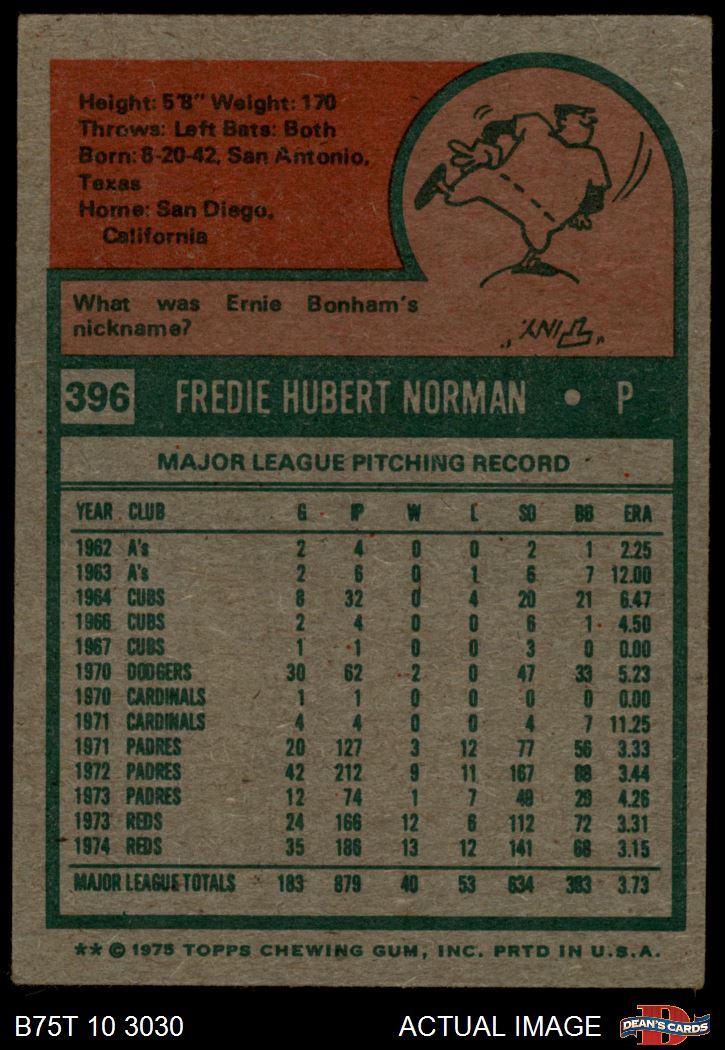 Height: 5'8" Weight: 170
Throws: Left Bats: Both
Born: 8-20-42, San Antonio,
Texas
Home: San Diego,
California
What was Ernie Bonham's
nickname?
"TINY"
396 FREDIE HUBERT NORMAN • P
MAJOR LEAGUE PITCHING RECORD
YEAR CLUB G IP W L SO BB ERA
1962 A's 2 4 0 0 2 1 2.25
1963 A's 2 6 0 1 6 7 12.00
1964 CUBS 8 32 0 4 20 21 6.47
1966 CUBS 2 4 0 0 6 1 4.50
1967 CUBS 1 1 0 0 3 0 0.00
1970 DODGERS 30 62 2 0 47 33 5.23
1970 CARDINALS 1 1 0 0 0 0 0.00
1971 CARDINALS 4 4 0 0 4 7 11.25
1971 PADRES 20 127 3 12 77 56 3.33
1972 PADRES 42 212 9 11 167 88 3.44
1973 PADRES 12 74 1 7 49 29 4.26
1973 REDS 24 166 12 6 112 72 3.31
1974 REDS 35 186 13 12 141 68 3.15
MAJOR LEAGUE TOTALS 183 879 40 53 634 383 3.73
** © 1975 TOPPS CHEWING GUM, INC. PRTD IN U.S.A.
B75T 10 3030 ACTUAL IMAGE D DEAN'S CARDS